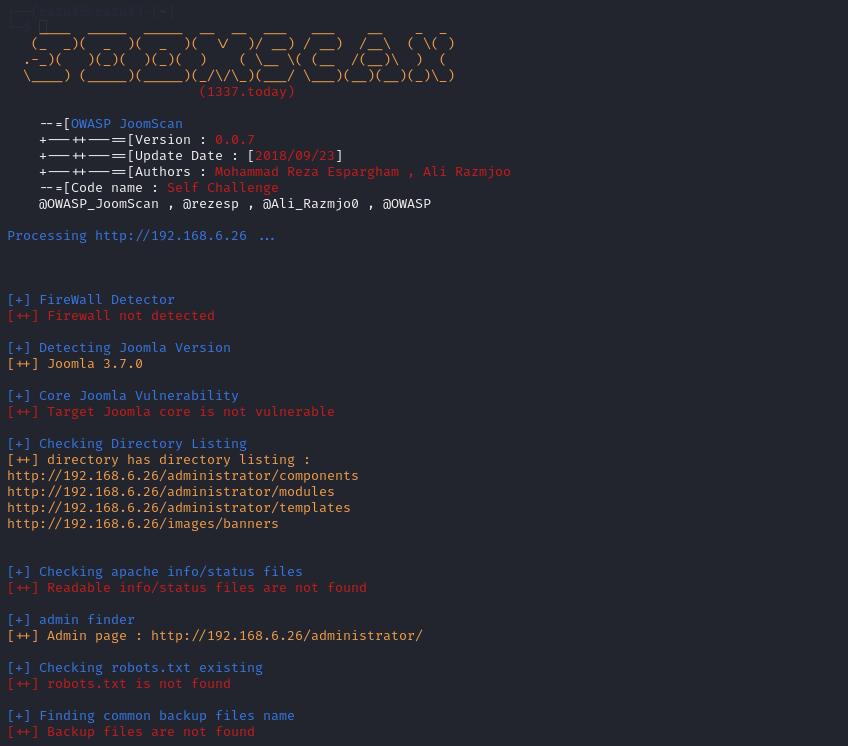 (1337.today)
--=[OWASP JoomScan
+---++---==[Version : 0.0.7
+---++---==[Update Date : [2018/09/23]
+---++---==[Authors : Mohammad Reza Espargham , Ali Razmjoo
--=[Code name : Self Challenge
@OWASP_JoomScan , @rezesp , @Ali_Razmjo0 , @OWASP
Processing http://192.168.6.26 ...
[+] FireWall Detector
[++] Firewall not detected
[+] Detecting Joomla Version
[++] Joomla 3.7.0
[+] Core Joomla Vulnerability
[++] Target Joomla core is not vulnerable
[+] Checking Directory Listing
[++] directory has directory listing :
http://192.168.6.26/administrator/components
http://192.168.6.26/administrator/modules
http://192.168.6.26/administrator/templates
http://192.168.6.26/images/banners
[+] Checking apache info/status files
[++] Readable info/status files are not found
[+] admin finder
[++] Admin page : http://192.168.6.26/administrator/
[+] Checking robots.txt existing
[++] robots.txt is not found
[+] Finding common backup files name
[++] Backup files are not found